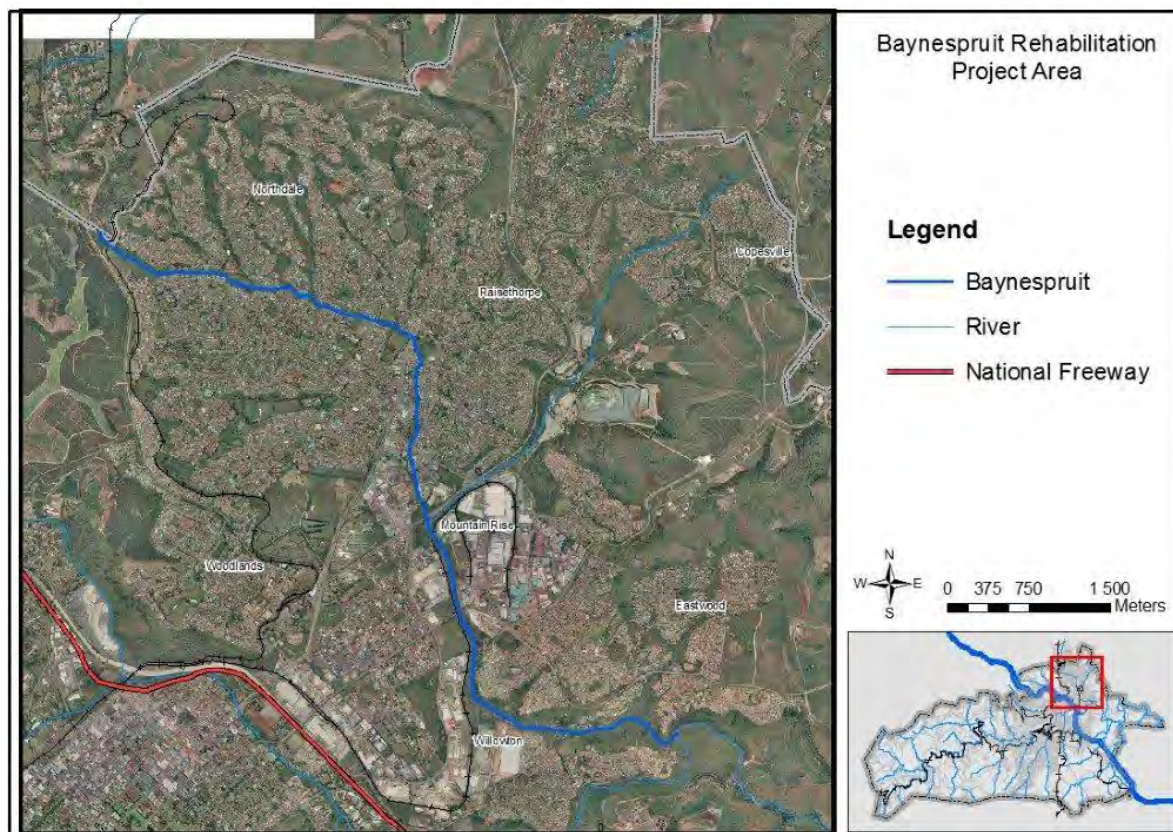 Baynespruit Rehabilitation
Project Area
Legend
Baynespruit
River
National Freeway
Northdale
Copesville
Raisethorpe
Mountain Rise
Woodlands
Eastwood
Willowton
N
W E
S
0 375 750 1 500
Meters